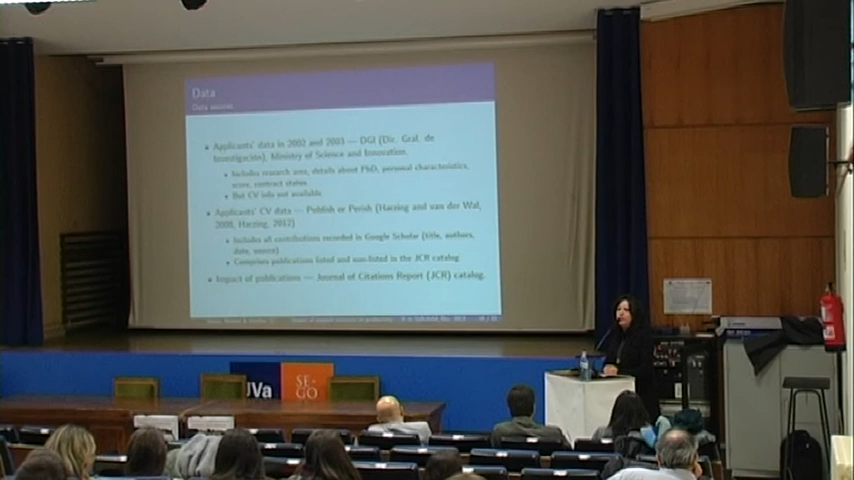 Data
Data sources
Applicants' data in 2002 and 2003 — DGI (Dir. Gral. de
Investigación), Ministry of Science and Innovation.
Includes research area, details about PhD, personal characteristics,
score, contract status.
But CV info not available
Applicants' CV data — Publish or Perish (Harzing and van der Wal,
2008, Harzing, 2012)
Includes all contributions recorded in Google Scholar (title, authors,
date, source)
Comprises publications listed and non-listed in the JCR catalog
Impact of publications — Journal of Citations Report (JCR) catalog.
UVa
SE-
GO